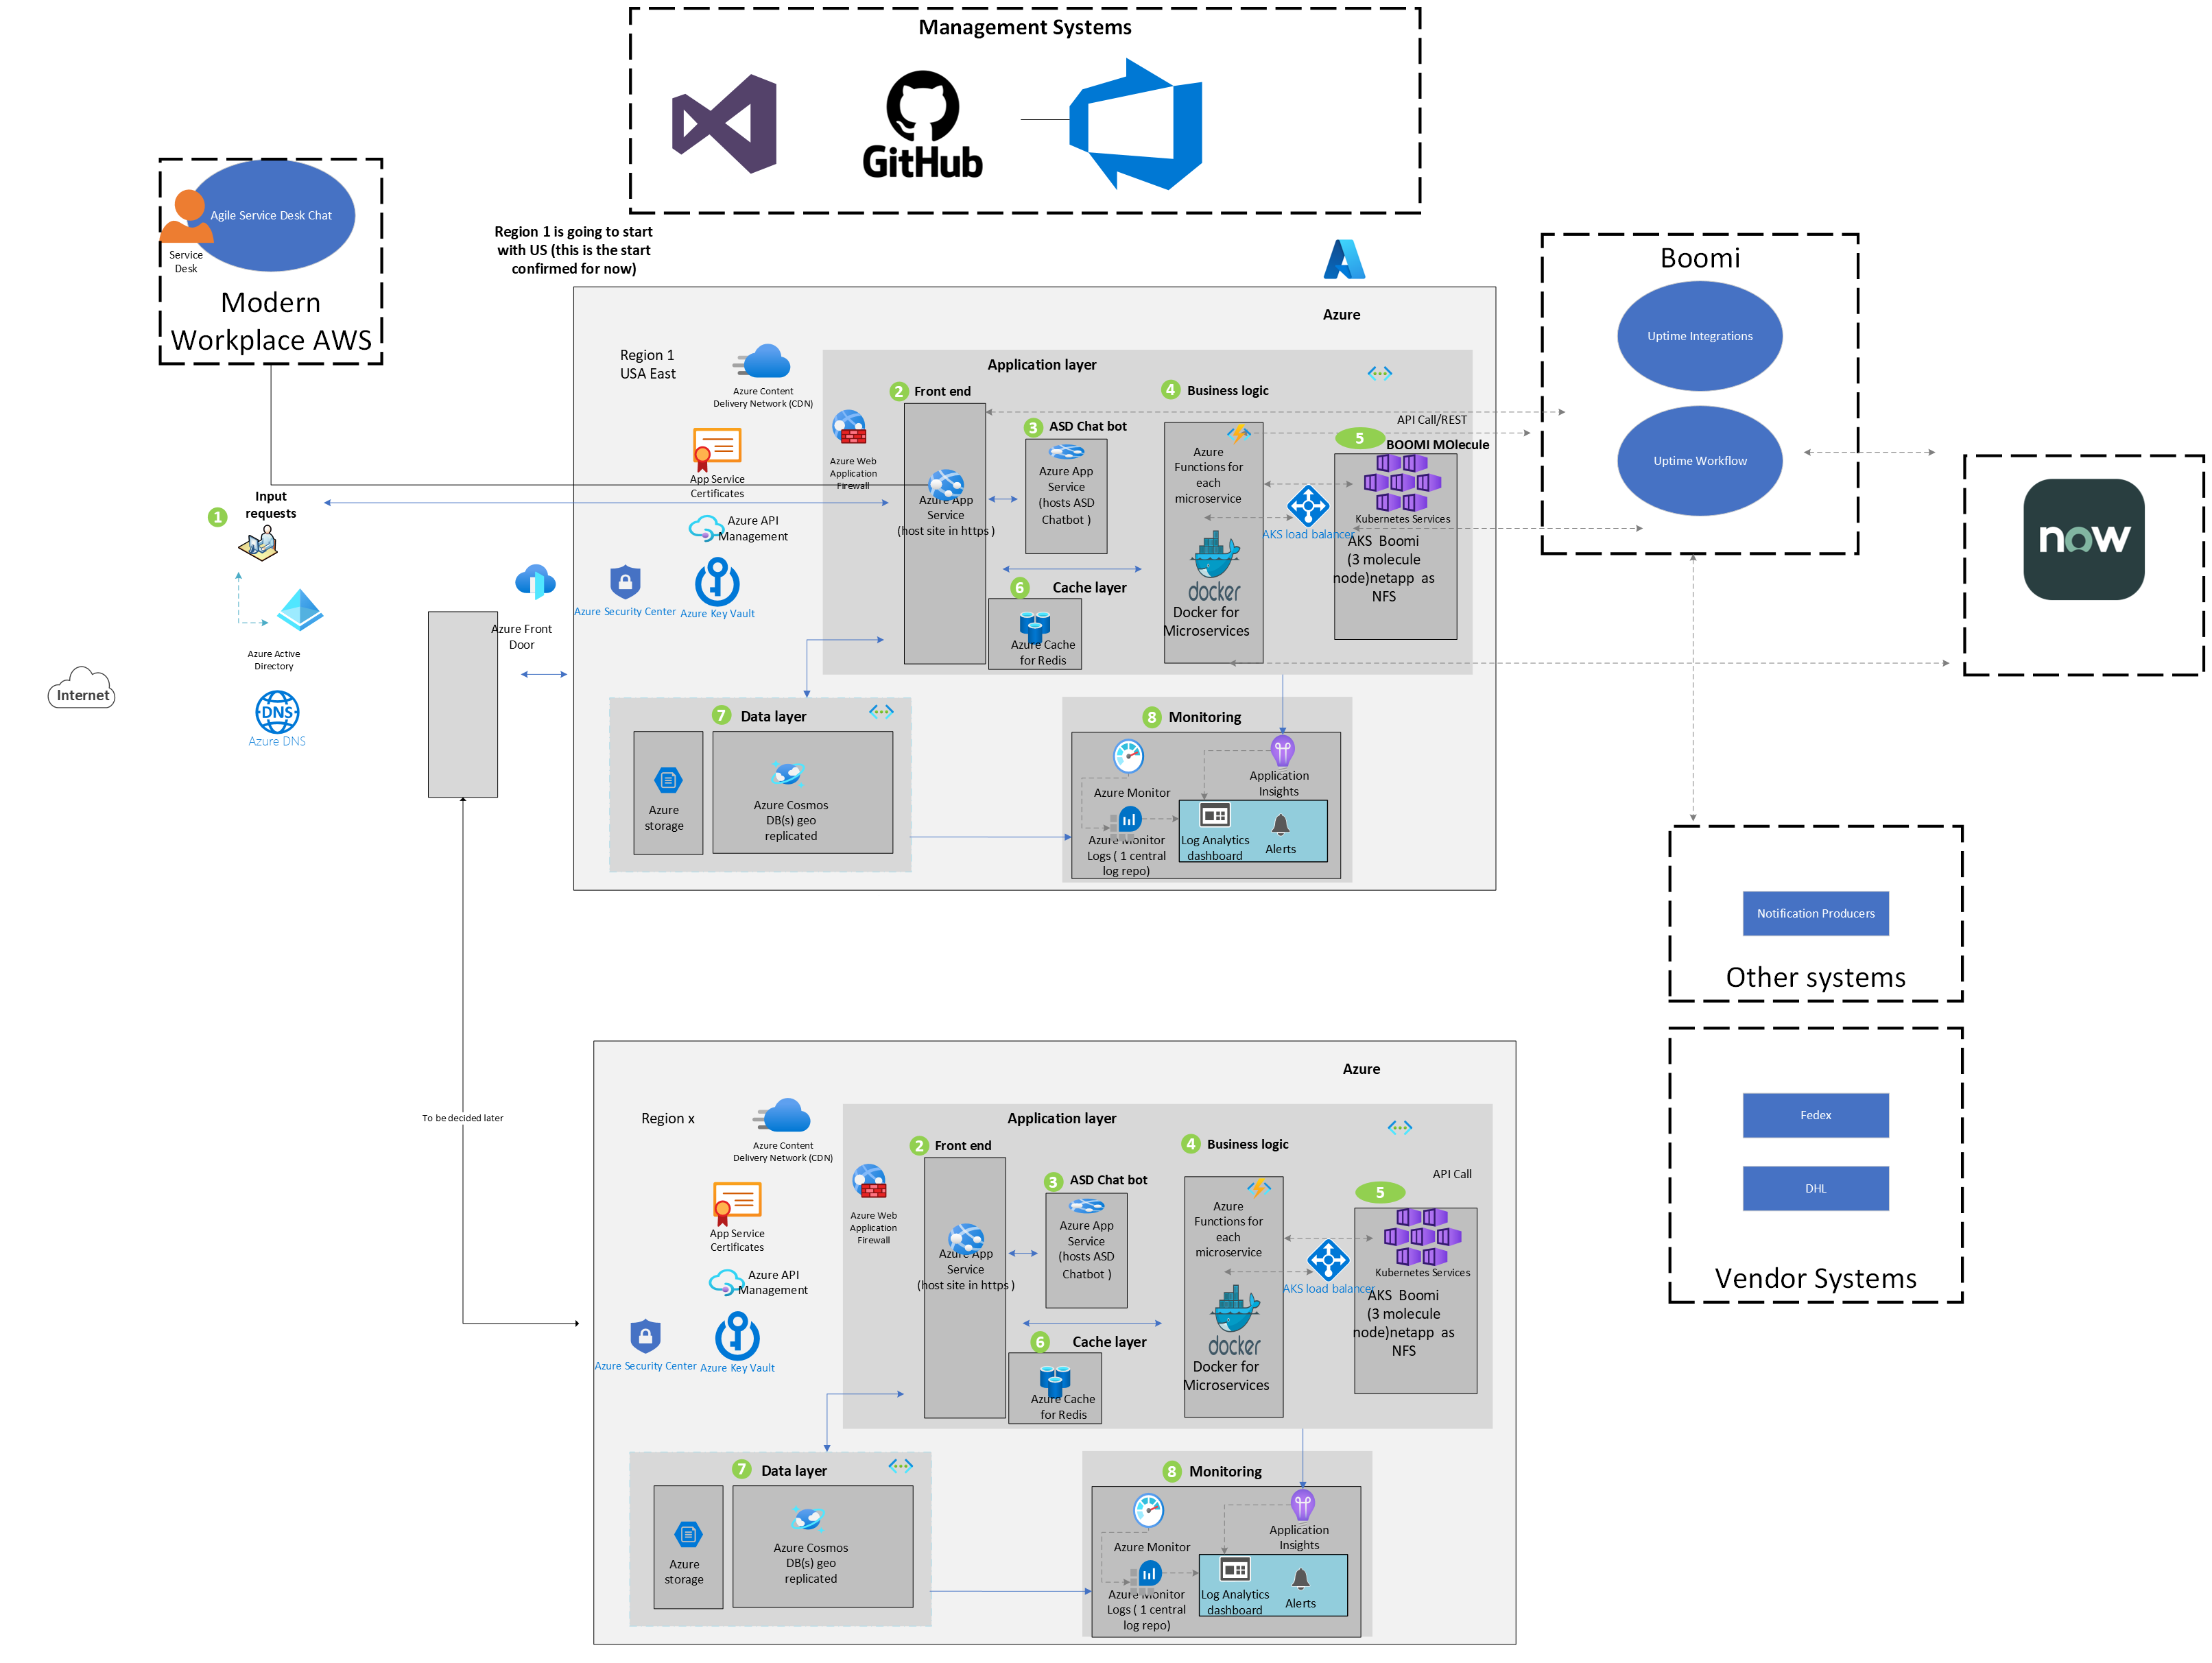 Management Systems
GitHub
Agile Service Desk Chat
Service
Desk
Modern
Workplace AWS
Region 1 is going to start
with US (this is the start
confirmed for now)
Boomi
Uptime Integrations
Uptime Workflow
now
Azure
Region 1
USA East
Azure Content
Delivery Network (CDN)
Application layer
2
Front end
4
Business logic
API Call/REST
3
ASD Chat bot
5
BOOMI MOlecule
Azure Web
Application
Firewall
App Service
Certificates
Azure App
Service
(host site in https )
Azure App
Service
(hosts ASD
Chatbot )
Azure
Functions for
each
microservice
Kubernetes Services
AKS load balancer
AKS Boomi
(3 molecule
node)netapp as
NFS
1
Input
requests
Azure API
Management
Azure Security Center
Azure Key Vault
6
Cache layer
docker
Docker for
Microservices
Azure Cache
for Redis
Azure Front
Door
Azure Active
Directory
Internet
DNS
Azure DNS
7
Data layer
8
Monitoring
Azure
storage
Azure Cosmos
DB(s) geo
replicated
Azure Monitor
Application
Insights
Azure Monitor
Logs ( 1 central
log repo)
Log Analytics
dashboard
Alerts
Notification Producers
Other systems
Fedex
DHL
Vendor Systems
To be decided later
Azure
Region x
Azure Content
Delivery Network (CDN)
Application layer
2
Front end
4
Business logic
API Call
3
ASD Chat bot
5
Azure Web
Application
Firewall
App Service
Certificates
Azure App
Service
(host site in https )
Azure App
Service
(hosts ASD
Chatbot )
Azure
Functions for
each
microservice
Kubernetes Services
AKS load balancer
AKS Boomi
(3 molecule
node)netapp as
NFS
Azure API
Management
Azure Security Center
Azure Key Vault
6
Cache layer
docker
Docker for
Microservices
Azure Cache
for Redis
7
Data layer
8
Monitoring
Azure
storage
Azure Cosmos
DB(s) geo
replicated
Azure Monitor
Application
Insights
Azure Monitor
Logs ( 1 central
log repo)
Log Analytics
dashboard
Alerts